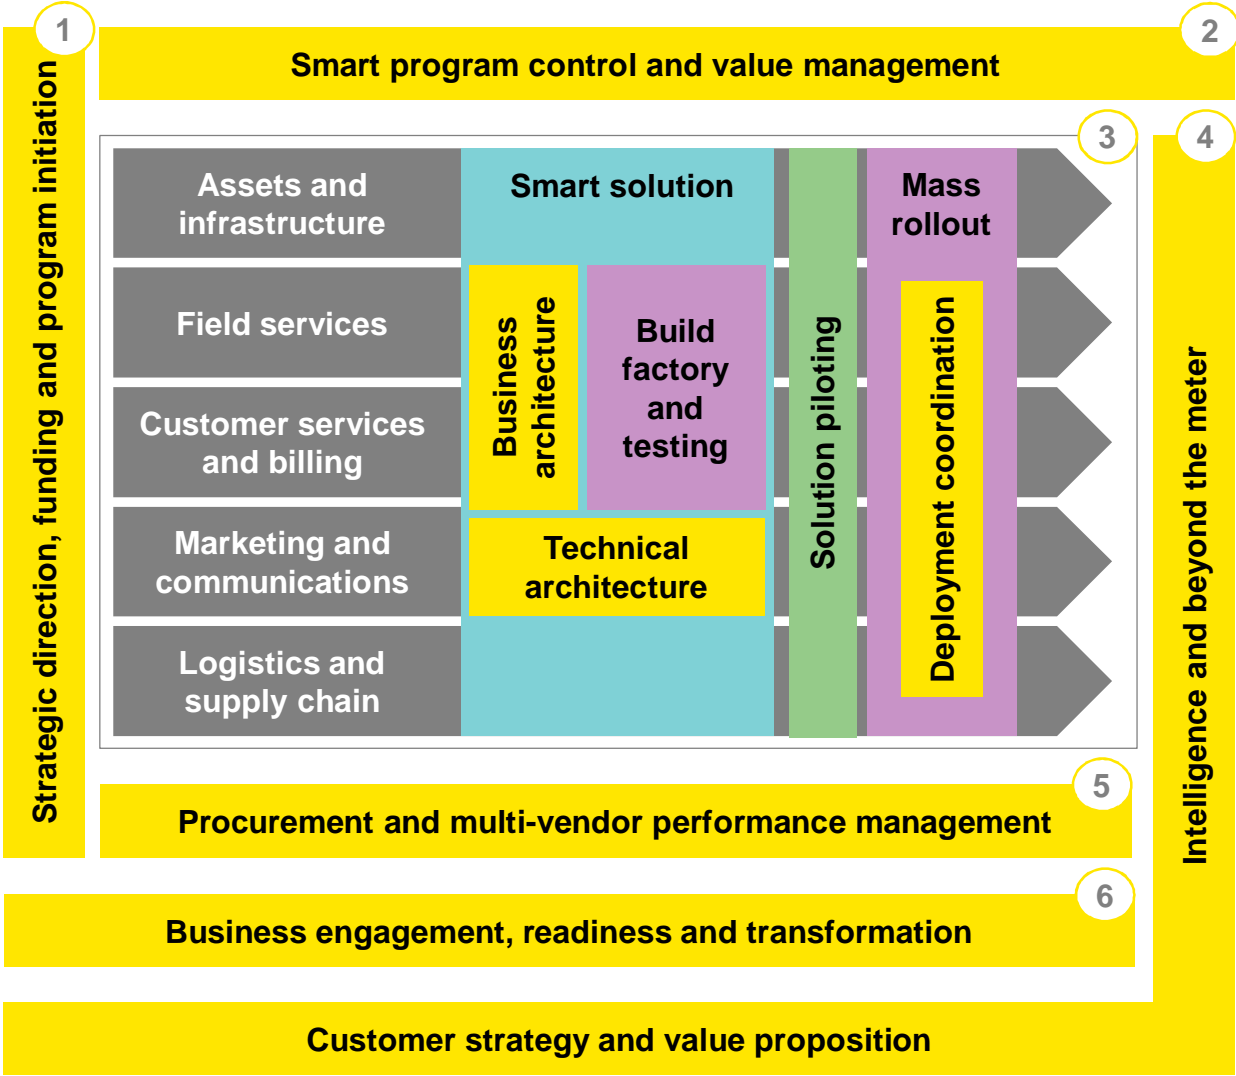 1
Strategic direction, funding and program initiation
2
Smart program control and value management
3
Assets and
infrastructure
Field services
Customer services
and billing
Marketing and
communications
Logistics and
supply chain
Smart solution
Business
architecture
Build
factory
and
testing
Technical
architecture
Solution piloting
Mass
rollout
Deployment coordination
4
Intelligence and beyond the meter
5
Procurement and multi-vendor performance management
6
Business engagement, readiness and transformation
Customer strategy and value proposition